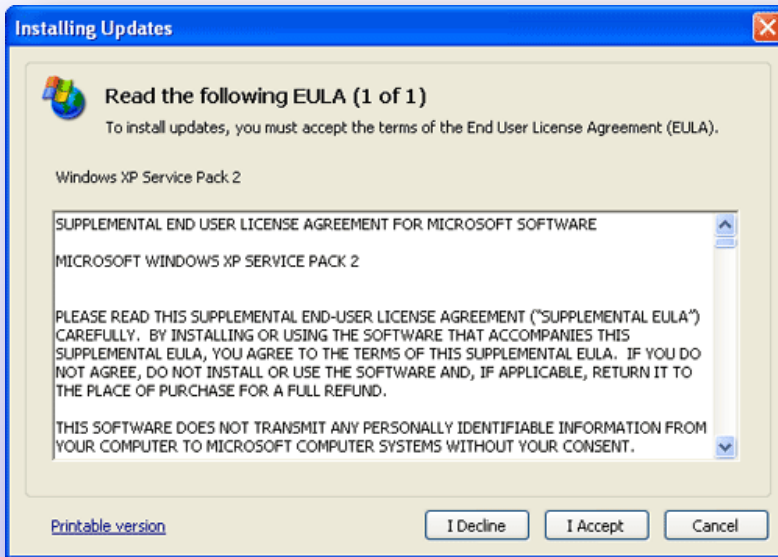 Installing Updates
Read the following EULA (1 of 1)
To install updates, you must accept the terms of the End User License Agreement (EULA).
Windows XP Service Pack 2
SUPPLEMENTAL END USER LICENSE AGREEMENT FOR MICROSOFT SOFTWARE
MICROSOFT WINDOWS XP SERVICE PACK 2
PLEASE READ THIS SUPPLEMENTAL END-USER LICENSE AGREEMENT ("SUPPLEMENTAL EULA")
CAREFULLY.  BY INSTALLING OR USING THE SOFTWARE THAT ACCOMPANIES THIS
SUPPLEMENTAL EULA, YOU AGREE TO THE TERMS OF THIS SUPPLEMENTAL EULA.  IF YOU DO
NOT AGREE, DO NOT INSTALL OR USE THE SOFTWARE AND, IF APPLICABLE, RETURN IT TO
THE PLACE OF PURCHASE FOR A FULL REFUND.
THIS SOFTWARE DOES NOT TRANSMIT ANY PERSONALLY IDENTIFIABLE INFORMATION FROM
YOUR COMPUTER TO MICROSOFT COMPUTER SYSTEMS WITHOUT YOUR CONSENT.
Printable version
I Decline
I Accept
Cancel